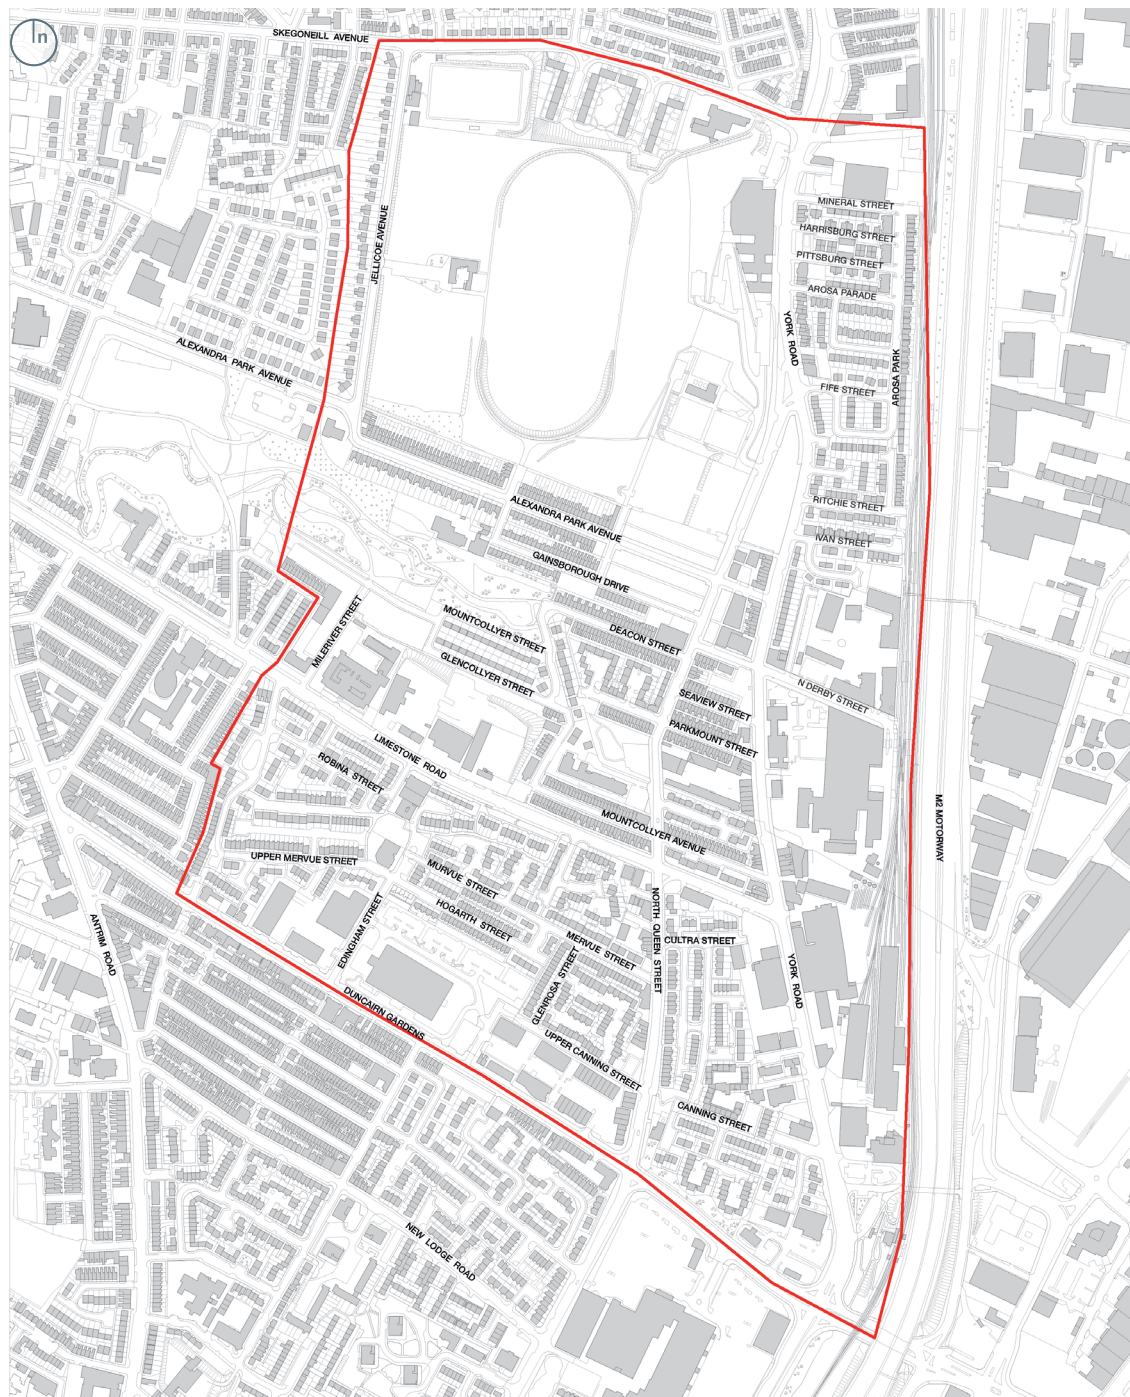 SKEGONEILL AVENUE
n
MINERAL STREET
HARRISBURG STREET
JELLICOE AVENUE
PITTSBURG STREET
AROSA PARADE
YORK ROAD
ALEXANDRA PARK AVENUE
AROSA PARK
FIFE STREET
ALEXANDRA PARK AVENUE
RITCHIE STREET
IVAN STREET
GAINSBOROUGH DRIVE
MILERIVER STREET
MOUNTCOLLYER STREET
DEACON STREET
GLENCOLLYER STREET
N DERBY STREET
SEAVIEW STREET
PARKMOUNT STREET
LIMESTONE ROAD
ROBINA STREET
MOUNTCOLLYER AVENUE
M2 MOTORWAY
UPPER MERVUE STREET
MURVUE STREET
HOGARTH STREET
NORTH QUEEN STREET
EDINGHAM STREET
ANTRIM ROAD
MERVUE STREET
CULTRA STREET
GLENROSA STREET
YORK ROAD
DUNCAIRN GARDENS
UPPER CANNING STREET
CANNING STREET
NEW LODGE ROAD